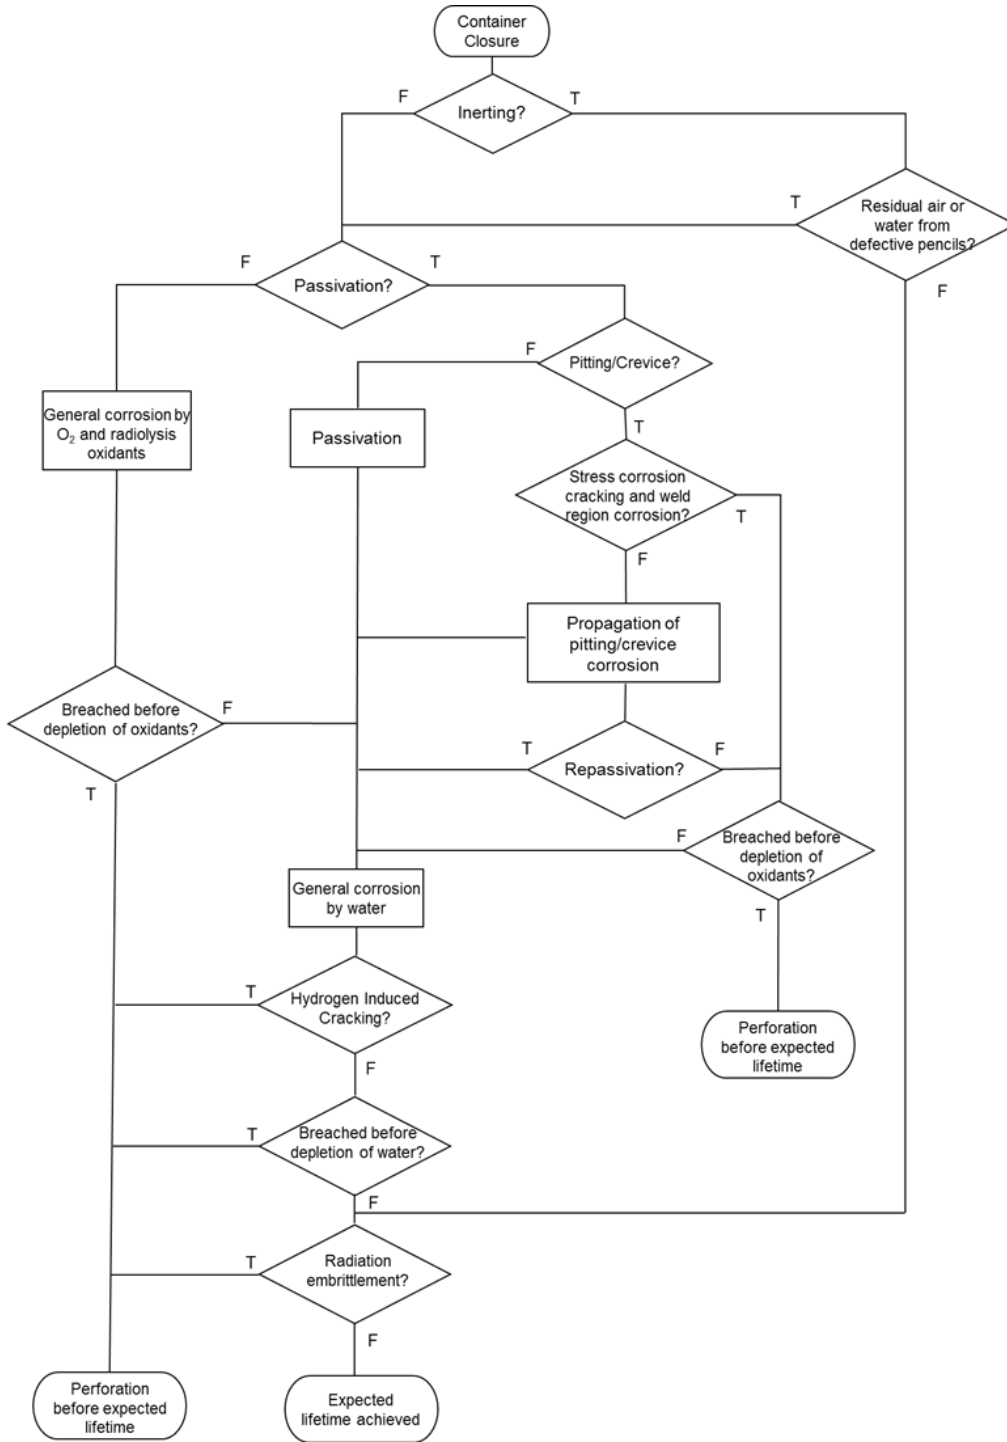 Container
Closure
F
T
Inerting?
T
Residual air or
water from
defective pencils?
F
F
T
Passivation?
F
Pitting/Crevice?
T
General corrosion by
O₂ and radiolysis
oxidants
Passivation
Stress corrosion
cracking and weld
region corrosion?
T
F
Propagation of
pitting/crevice
corrosion
Breached before
depletion of oxidants?
F
T
T
F
Repassivation?
F
Breached before
depletion of
oxidants?
T
General corrosion
by water
T
Hydrogen Induced
Cracking?
F
Perforation
before expected
lifetime
T
Breached before
depletion of water?
F
T
Radiation
embrittlement?
F
Perforation
before expected
lifetime
Expected
lifetime achieved